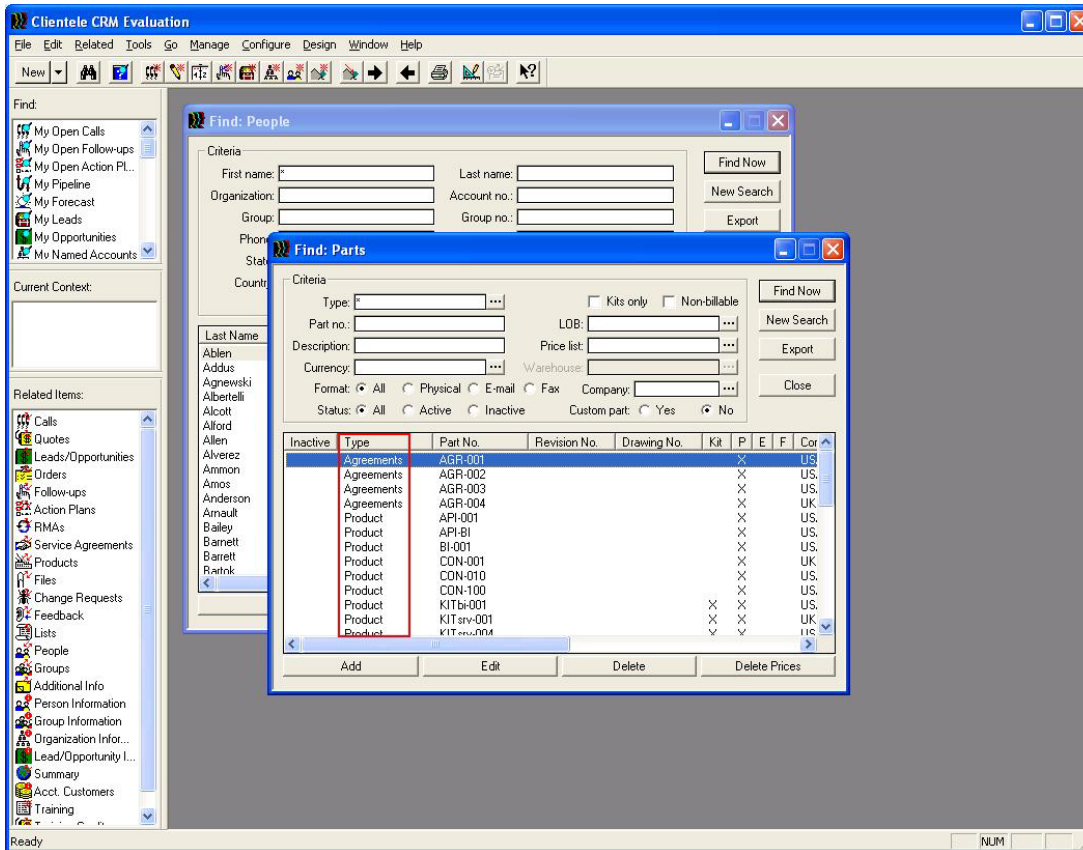 Clientele CRM Evaluation
File Edit Related Tools Go Manage Configure Design Window Help
New
Find:
My Open Calls
My Open Follow-ups
My Open Action Pl...
My Pipeline
My Forecast
My Leads
My Opportunities
My Named Accounts
Current Context:
Related Items:
Calls
Quotes
Leads/Opportunities
Orders
Follow-ups
Action Plans
RMAs
Service Agreements
Products
Files
Change Requests
Feedback
Lists
People
Groups
Additional Info
Person Information
Group Information
Organization Infor...
Lead/Opportunity I...
Summary
Acct. Customers
Training
Find: People
Criteria
First name: * Last name: Find Now
Organization: Account no.: New Search
Group: Group no.: Export
Phon
Stat
Countr
Last Name
Ablen
Addus
Agnewski
Albertelli
Alcott
Alford
Allen
Alverez
Ammon
Amos
Anderson
Arnault
Bailey
Barnett
Barrett
Bartok
Find: Parts
Criteria
Type: * ... Kits only Non-billable Find Now
Part no.: LOB: ... New Search
Description: Price list: ... Export
Currency: ... Warehouse: ...
Format: All Physical E-mail Fax Company: ... Close
Status: All Active Inactive Custom part: Yes No
Inactive Type Part No. Revision No. Drawing No. Kit P E F Cor
Agreements AGR-001 X US.
Agreements AGR-002 X US.
Agreements AGR-003 X US.
Agreements AGR-004 X UK
Product API-001 X US.
Product API-BI X US.
Product BI-001 X US.
Product CON-001 X UK
Product CON-010 X US.
Product CON-100 X US.
Product KITbi-001 X X US.
Product KITsrv-001 X X UK
Product KITsrv-004 X X US
Add Edit Delete Delete Prices
Ready NUM